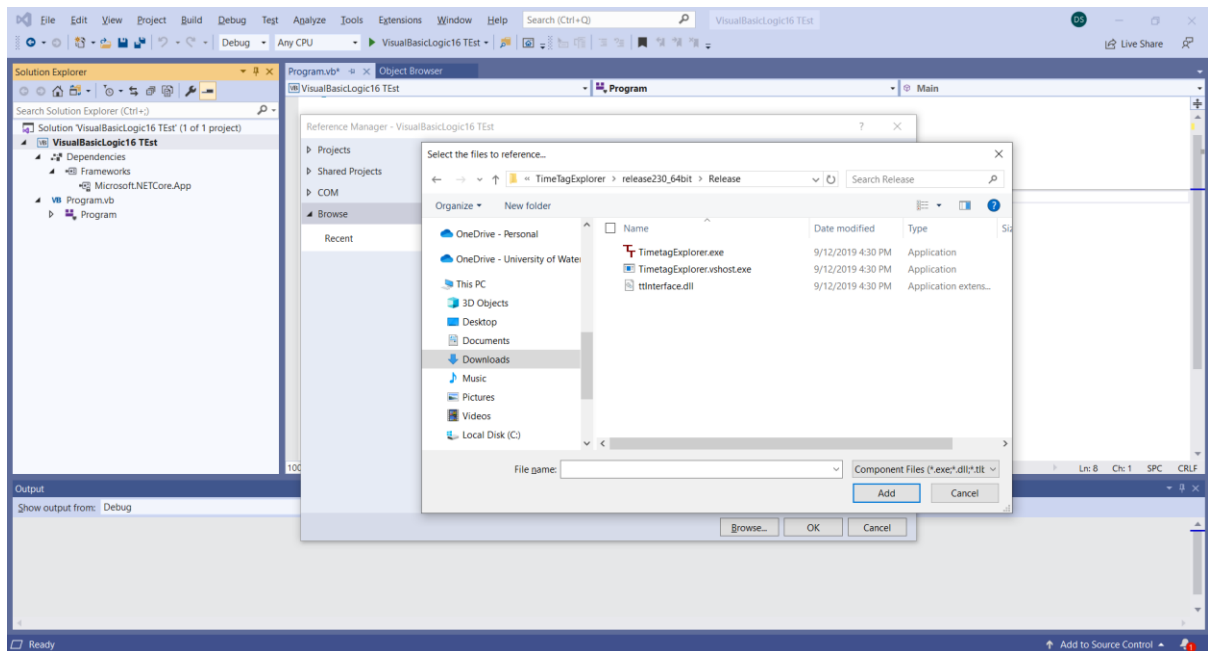 File Edit View Project Build Debug Test Analyze Tools Extensions Window Help Search (Ctrl+Q) VisualBasicLogic16 TEst DS
Debug Any CPU VisualBasicLogic16 TEst Live Share
Solution Explorer
Search Solution Explorer (Ctrl+;)
Solution 'VisualBasicLogic16 TEst' (1 of 1 project)
VB VisualBasicLogic16 TEst
Dependencies
Frameworks
Microsoft.NETCore.App
VB Program.vb
Program
Program.vb* Object Browser
VB VisualBasicLogic16 TEst Program Main
Reference Manager - VisualBasicLogic16 TEst ? ×
Projects
Shared Projects
COM
Browse
Recent
Select the files to reference...
« TimeTagExplorer > release230_64bit > Release Search Release
Organize New folder
OneDrive - Personal
OneDrive - University of Water
This PC
3D Objects
Desktop
Documents
Downloads
Music
Pictures
Videos
Local Disk (C:)
Name Date modified Type Siz
TimetagExplorer.exe 9/12/2019 4:30 PM Application
TimetagExplorer.vshost.exe 9/12/2019 4:30 PM Application
ttInterface.dll 9/12/2019 4:30 PM Application extens...
File name: Component Files (*.exe;*.dll;*.tlb
Add Cancel
Browse... OK Cancel
100
Ln: 8 Ch: 1 SPC CRLF
Output
Show output from: Debug
Ready Add to Source Control 1